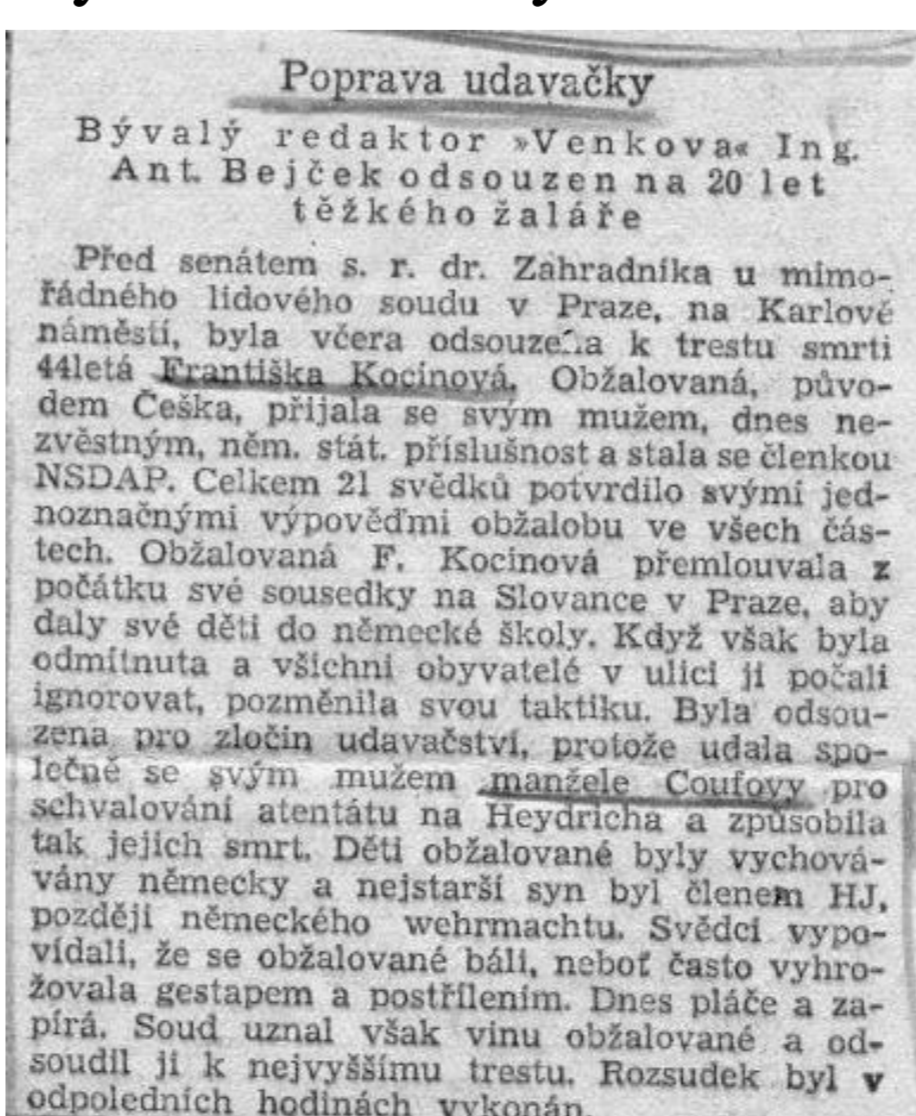 Poprava udavačky
Bývalý redaktor »Venkova« Ing.
Ant. Bejček odsouzen na 20 let
těžkého žaláře
Před senátem s. r. dr. Zahradníka u mimo-
řádného lidového soudu v Praze, na Karlově
náměstí, byla včera odsouzena k trestu smrti
44letá Františka Kocinová. Obžalovaná, půvo-
dem Češka, přijala se svým mužem, dnes ne-
zvěstným, něm. stát. příslušnost a stala se členkou
NSDAP. Celkem 21 svědků potvrdilo svými jed-
noznačnými výpověďmi obžalobu ve všech čás-
tech. Obžalovaná F. Kocinová přemlouvala z
počátku své sousedky na Slovance v Praze, aby
daly své děti do německé školy. Když však byla
odmítnuta a všichni obyvatelé v ulici ji počali
ignorovat, pozměnila svou taktiku. Byla odsou-
zena pro zločin udavačství, protože udala spo-
lečně se svým mužem manžele Coufovy pro
schvalování atentátu na Heydricha a způsobila
tak jejich smrt. Děti obžalované byly vychová-
vány německy a nejstarší syn byl členem HJ,
později německého wehrmachtu. Svědci vypo-
vídali, že se obžalované báli, neboť často vyhro-
žovala gestapem a postřílením. Dnes pláče a za-
pírá. Soud uznal však vinu obžalované a od-
soudil ji k nejvyššímu trestu. Rozsudek byl v
odpoledních hodinách vykonán.